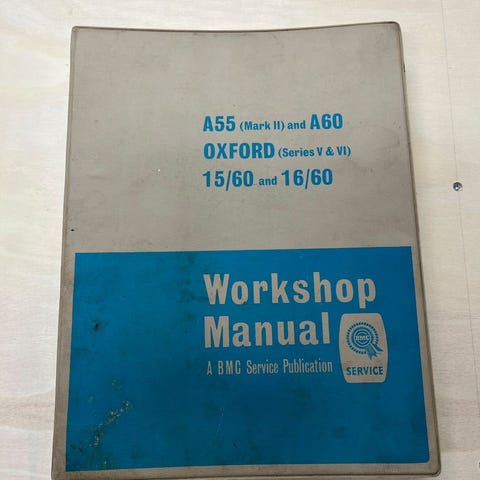 A55 (Mark II) and A60
OXFORD (Series V & VI)
15/60 and 16/60
Workshop
Manual
A BMC Service Publication
BMC
SERVICE